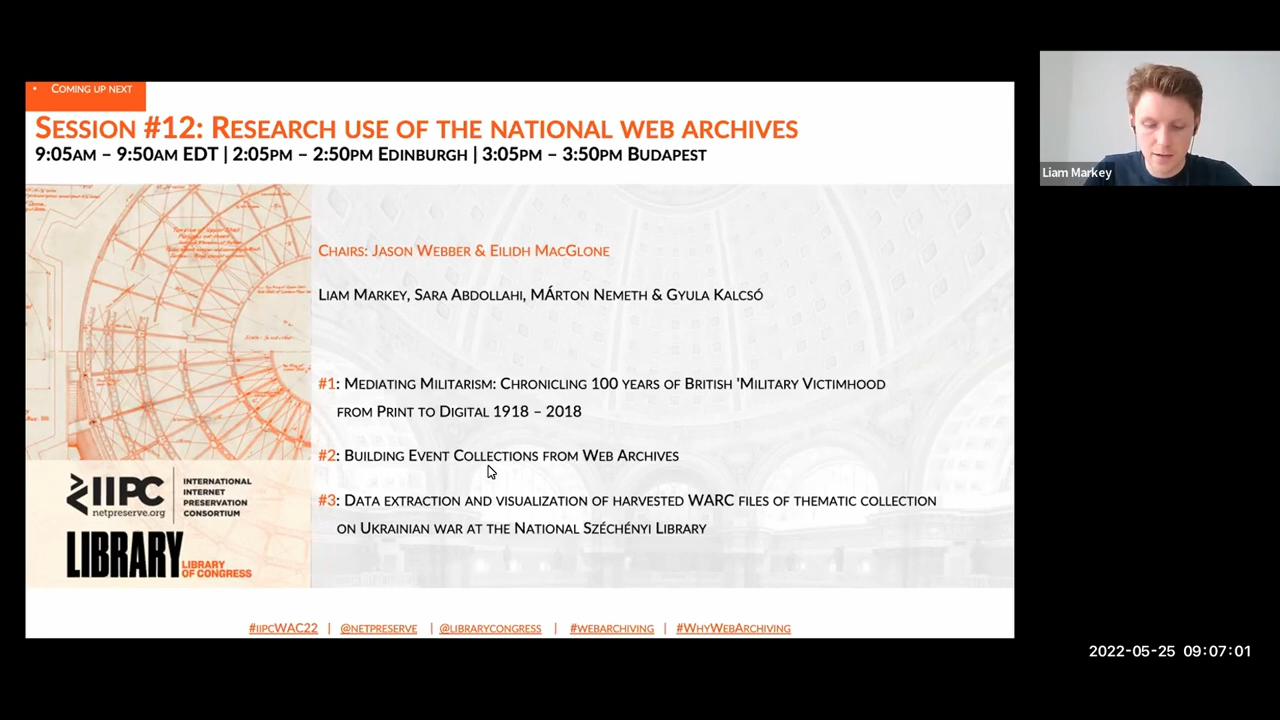 • Coming up next
Session #12: Research use of the national web archives
9:05am – 9:50am EDT | 2:05pm – 2:50pm Edinburgh | 3:05pm – 3:50pm Budapest
Chairs: Jason Webber & Eilidh MacGlone
Liam Markey, Sara Abdollahi, MÁrton Nemeth & Gyula Kalcsó
#1: Mediating Militarism: Chronicling 100 years of British 'Military Victimhood
from Print to Digital 1918 – 2018
#2: Building Event Collections from Web Archives
#3: Data extraction and visualization of harvested WARC files of thematic collection
on Ukrainian war at the National Széchényi Library
IIPC
netpreserve.org
INTERNATIONAL
INTERNET
PRESERVATION
CONSORTIUM
LIBRARY
LIBRARY
OF CONGRESS
#iipcWAC22 | @netpreserve | @librarycongress | #webarchiving | #WhyWebArchiving
Liam Markey
2022-05-25 09:07:01